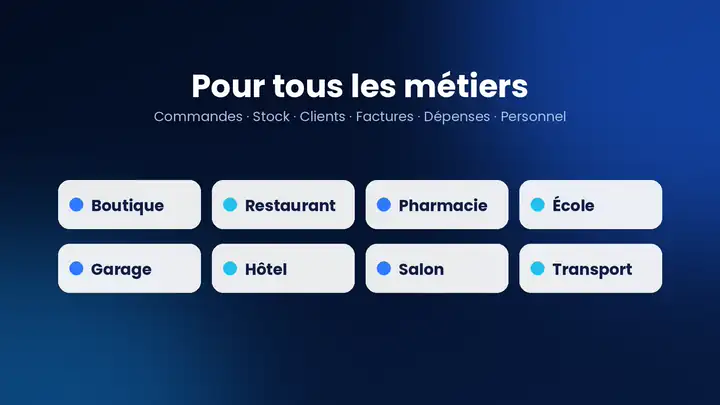 Pour tous les métiers
Commandes · Stock · Clients · Factures · Dépenses · Personnel
Boutique
Restaurant
Pharmacie
École
Garage
Hôtel
Salon
Transport